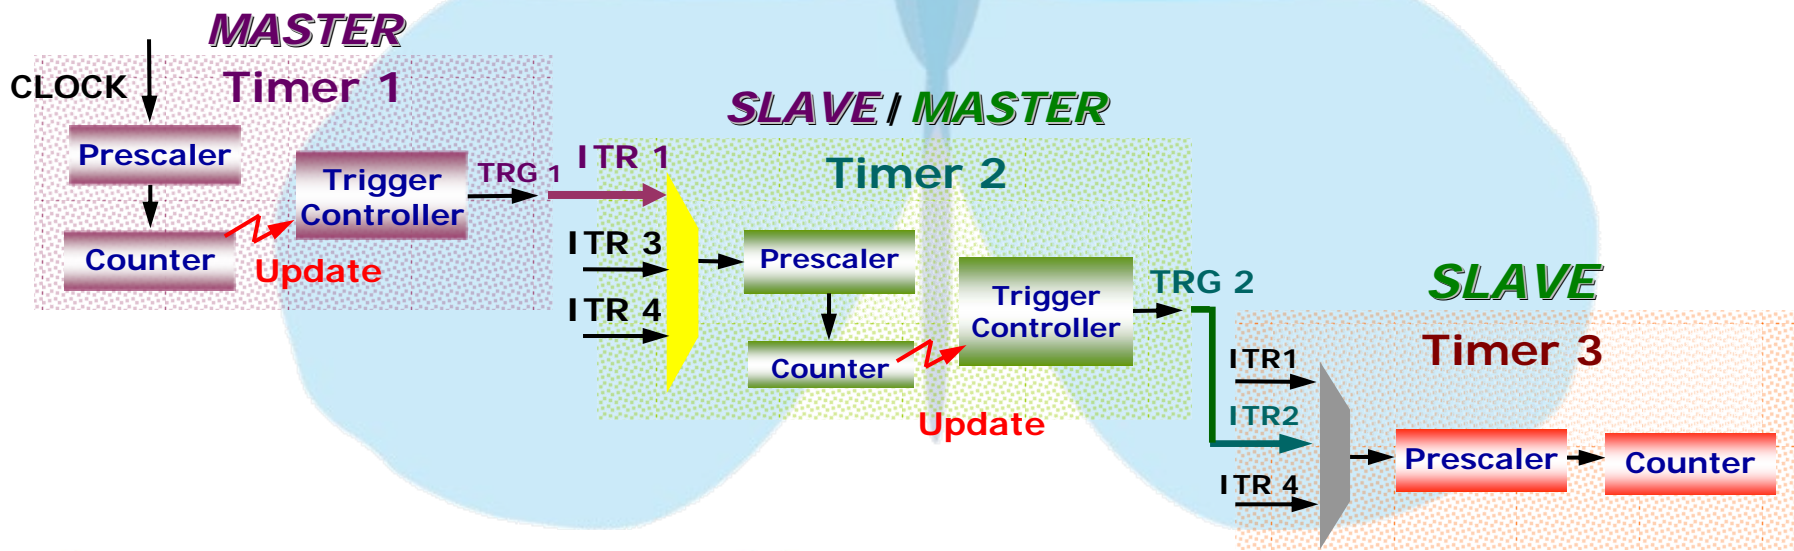 MASTER
CLOCK
Timer 1
Prescaler
Trigger
Controller
TRG 1
Counter
Update
SLAVE / MASTER
ITR 1
Timer 2
ITR 3
Prescaler
ITR 4
Counter
Trigger
Controller
TRG 2
Update
SLAVE
Timer 3
ITR1
ITR2
ITR 4
Prescaler
Counter